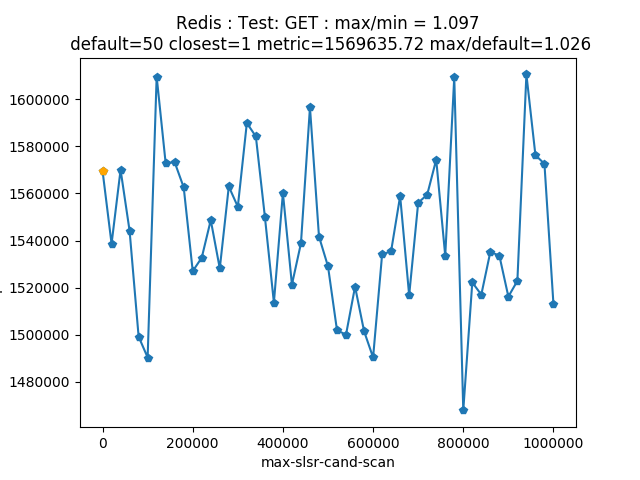 Redis : Test: GET : max/min = 1.097
default=50 closest=1 metric=1569635.72 max/default=1.026
1600000
1580000
1560000
1540000
1520000
1500000
1480000
0 200000 400000 600000 800000 1000000
max-slsr-cand-scan